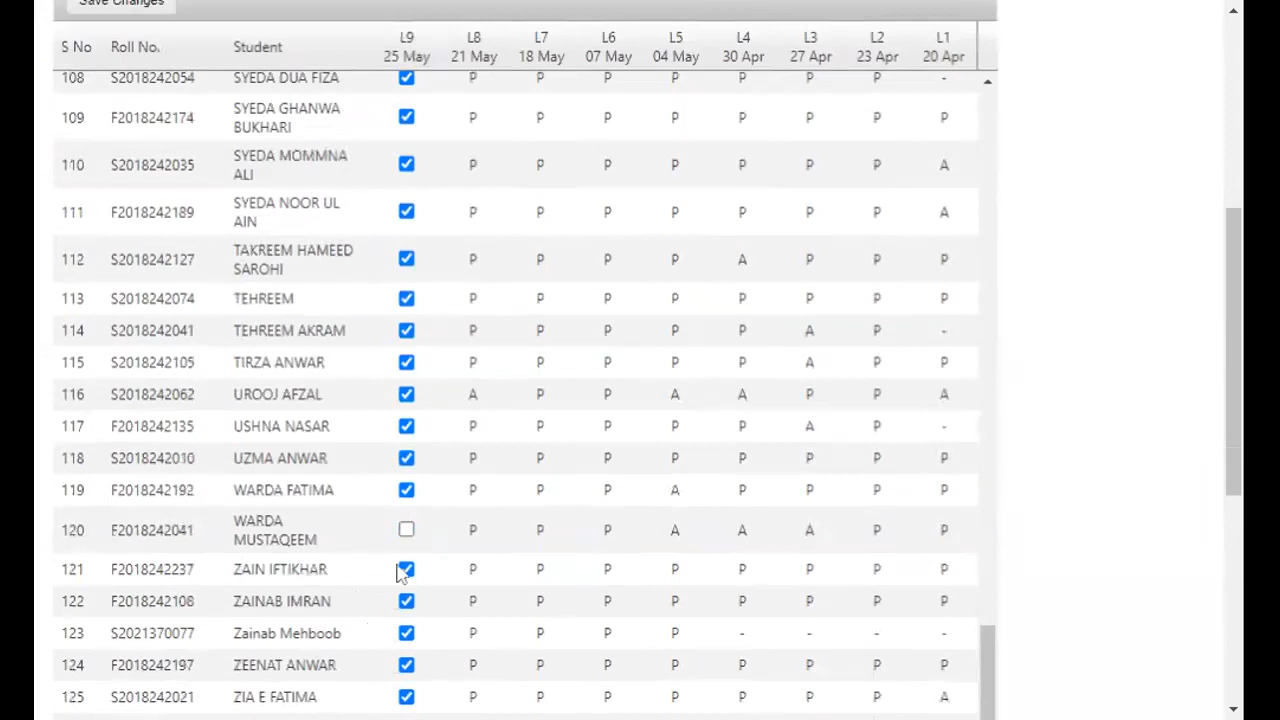 Save Changes
S No Roll No. Student L9 L8 L7 L6 L5 L4 L3 L2 L1
25 May 21 May 18 May 07 May 04 May 30 Apr 27 Apr 23 Apr 20 Apr
108 S2018242054 SYEDA DUA FIZA P P P P P P P -
109 F2018242174 SYEDA GHANWA BUKHARI P P P P P P P P
110 S2018242035 SYEDA MOMMNA ALI P P P P P P P A
111 F2018242189 SYEDA NOOR UL AIN P P P P P P P A
112 S2018242127 TAKREEM HAMEED SAROHI P P P P A P P P
113 S2018242074 TEHREEM P P P P P P P P
114 S2018242041 TEHREEM AKRAM P P P P P A P -
115 S2018242105 TIRZA ANWAR P P P P P A P P
116 S2018242062 UROOJ AFZAL A P P A A P P A
117 F2018242135 USHNA NASAR P P P P P A P -
118 S2018242010 UZMA ANWAR P P P P P P P P
119 F2018242192 WARDA FATIMA P P P A P P P P
120 F2018242041 WARDA MUSTAQEEM P P P A A A P P
121 F2018242237 ZAIN IFTIKHAR P P P P P P P P
122 F2018242108 ZAINAB IMRAN P P P P P P P P
123 S2021370077 Zainab Mehboob P P P P - - - -
124 F2018242197 ZEENAT ANWAR P P P P P P P P
125 S2018242021 ZIA E FATIMA P P P P P P P A